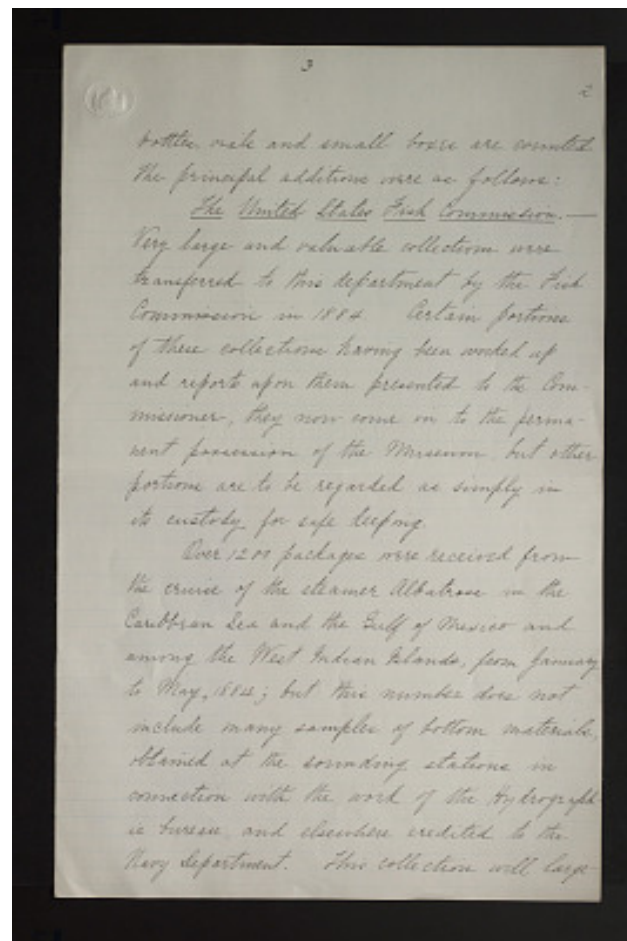 3
2
bottles, vials and small boxes are counted
The principal additions were as follows:
The United States Fish Commission.—
Very large and valuable collections were
transferred to this department by the Fish
Commission in 1884 Certain portions
of these collections having been worked up
and reports upon them presented to the Com-
missioner, they now come in to the perma-
nent possession of the Museum, but other
portions are to be regarded as simply in
its custody for safe keeping.
Over 1200 packages were received from
the cruise of the steamer Albatross in the
Caribbean Sea and the Gulf of Mexico and
among the West Indian Islands, from January
to May, 1884; but this number does not
include many samples of bottom materials,
obtained at the sounding stations in
connection with the work of the Hydrograph
ic bureau, and elsewhere credited to the
Navy Department. This collection will large-